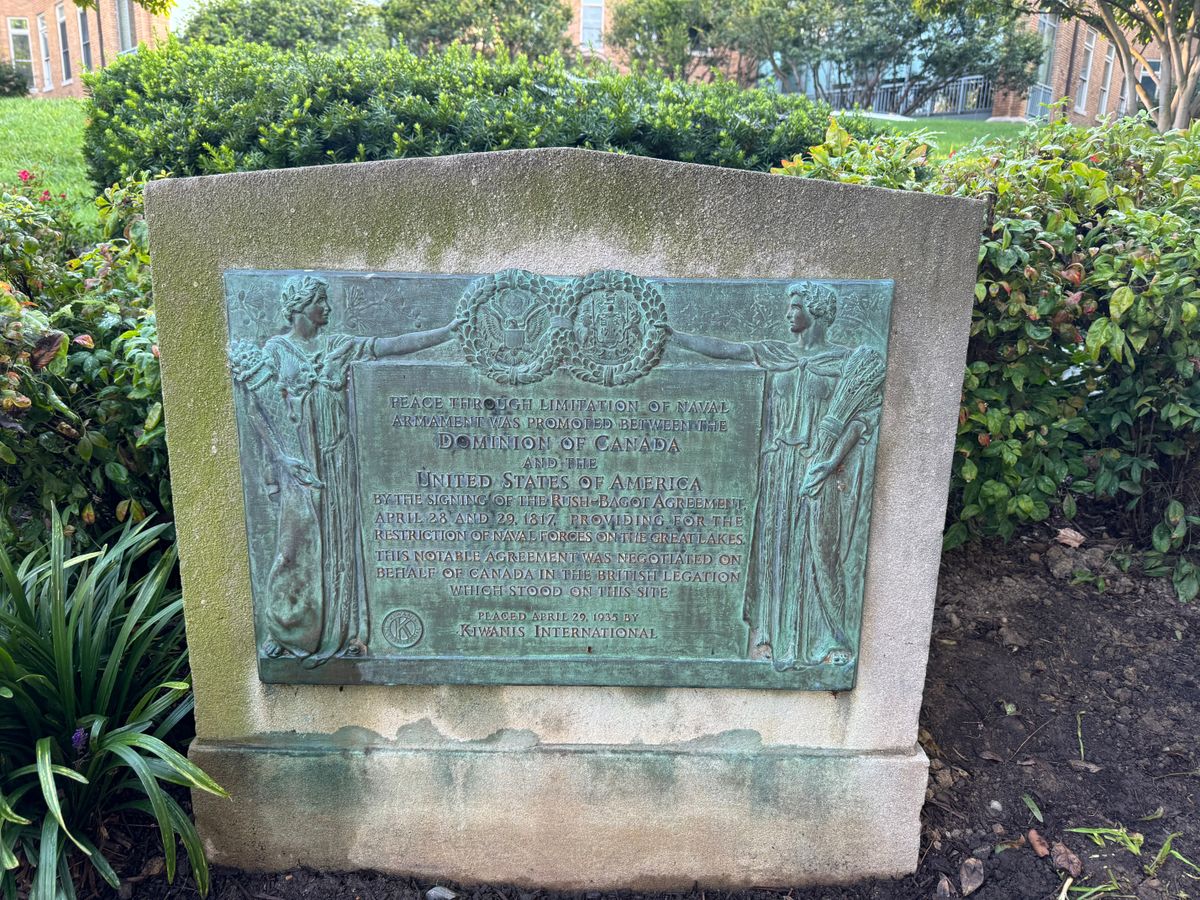 PEACE THROUGH LIMITATION OF NAVAL
ARMAMENT WAS PROMOTED BETWEEN THE
DOMINION OF CANADA
AND THE
UNITED STATES OF AMERICA
BY THE SIGNING OF THE RUSH-BAGOT AGREEMENT,
APRIL 28 AND 29, 1817, PROVIDING FOR THE
RESTRICTION OF NAVAL FORCES ON THE GREAT LAKES.
THIS NOTABLE AGREEMENT WAS NEGOTIATED ON
BEHALF OF CANADA IN THE BRITISH LEGATION
WHICH STOOD ON THIS SITE
PLACED APRIL 29, 1935 BY
KIWANIS INTERNATIONAL
K